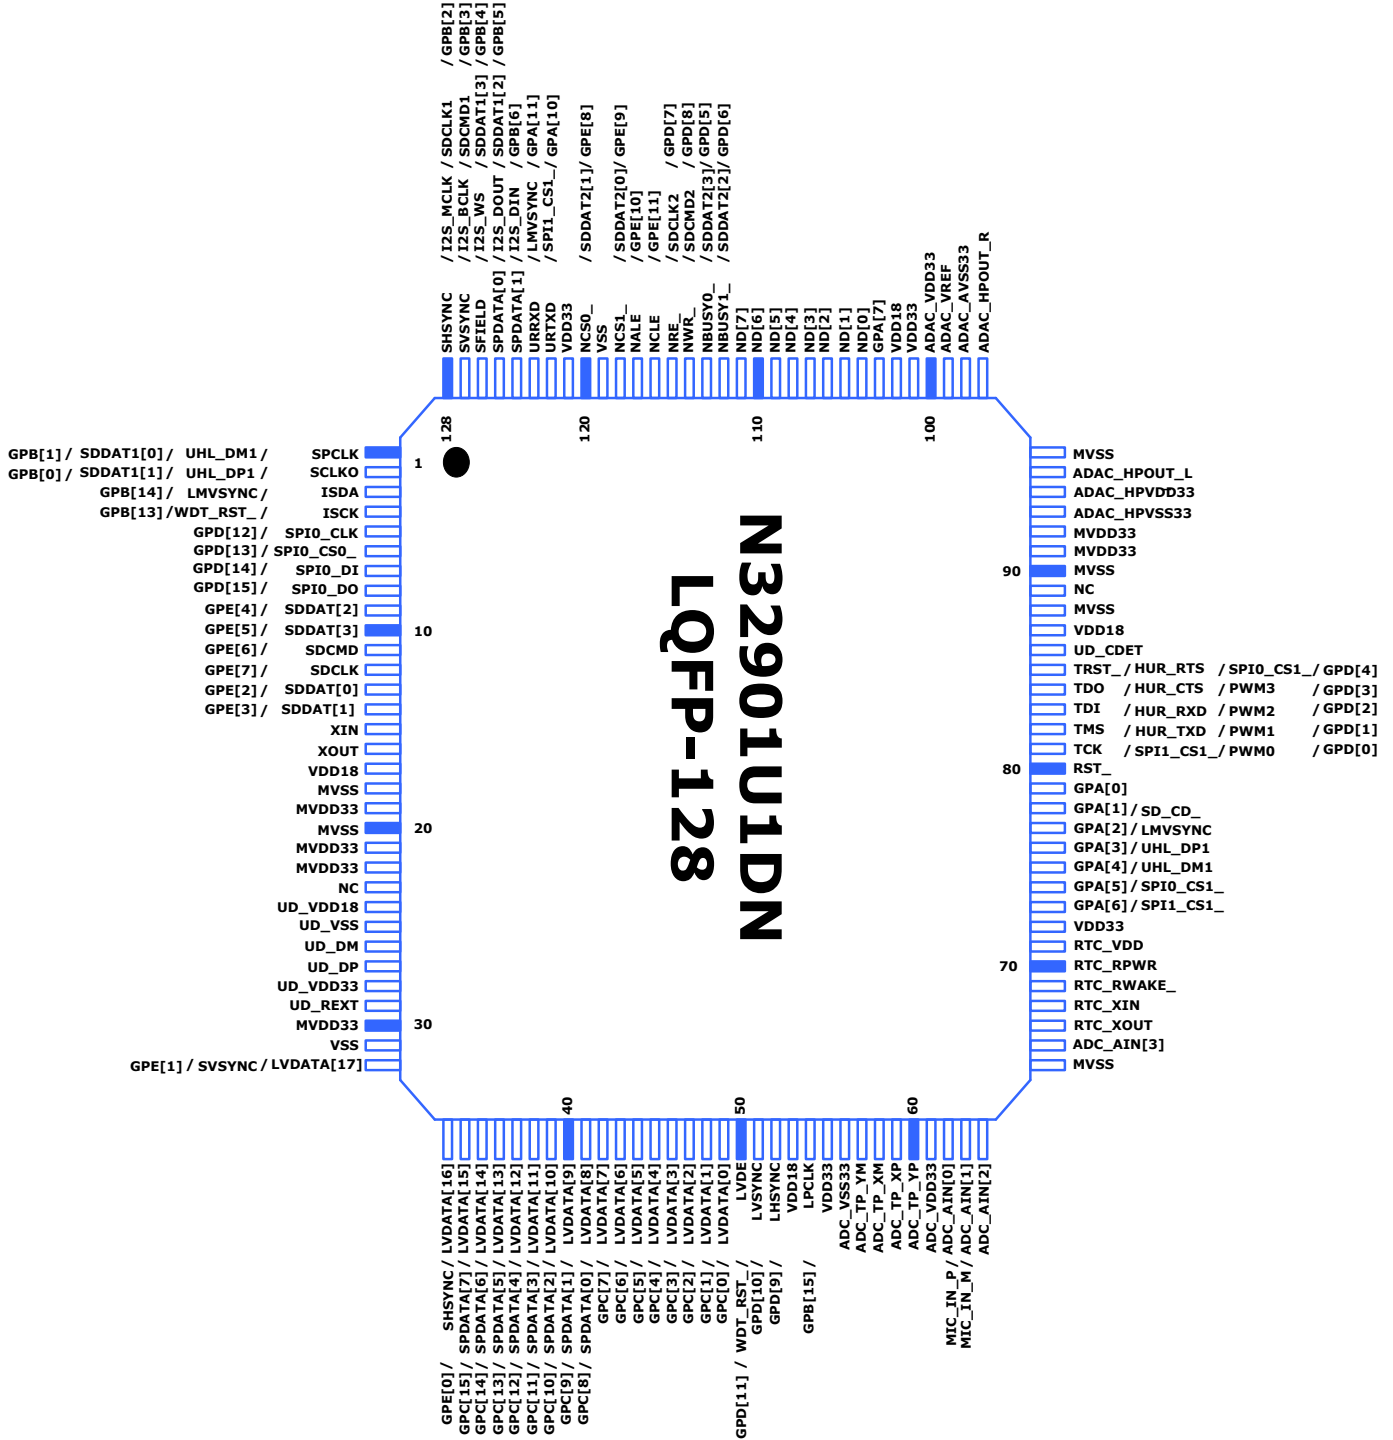 SHSYNC / I2S_MCLK / SDCLK1 / GPB[2]
SVSYNC / I2S_BCLK / SDCMD1 / GPB[3]
SFIELD / I2S_WS / SDDAT1[3] / GPB[4]
SPDATA[0] / I2S_DOUT / SDDAT1[2] / GPB[5]
SPDATA[1] / I2S_DIN / GPB[6]
URRXD / LMVSYNC / GPA[11]
URTXD / SPI1_CS1_/ GPA[10]
VDD33
NCS0_ / SDDAT2[1]/ GPE[8]
VSS
NCS1_ / SDDAT2[0]/ GPE[9]
NALE / GPE[10]
NCLE / GPE[11]
NRE_ / SDCLK2 / GPD[7]
NWR_ / SDCMD2 / GPD[8]
NBUSY0_ / SDDAT2[3]/ GPD[5]
NBUSY1_ / SDDAT2[2]/ GPD[6]
ND[7]
ND[6]
ND[5]
ND[4]
ND[3]
ND[2]
ND[1]
ND[0]
GPA[7]
VDD18
VDD33
ADAC_VDD33
ADAC_VREF
ADAC_AVSS33
ADAC_HPOUT_R
128
120
110
100
GPB[1] / SDDAT1[0] / UHL_DM1 / SPCLK
1
GPB[0] / SDDAT1[1] / UHL_DP1 / SCLKO
GPB[14] / LMVSYNC / ISDA
GPB[13] /WDT_RST_ / ISCK
GPD[12] / SPI0_CLK
GPD[13] / SPI0_CS0_
GPD[14] / SPI0_DI
GPD[15] / SPI0_DO
GPE[4] / SDDAT[2]
GPE[5] / SDDAT[3]
10
GPE[6] / SDCMD
GPE[7] / SDCLK
GPE[2] / SDDAT[0]
GPE[3] / SDDAT[1]
XIN
XOUT
VDD18
MVSS
MVDD33
MVSS
20
MVDD33
MVDD33
NC
UD_VDD18
UD_VSS
UD_DM
UD_DP
UD_VDD33
UD_REXT
MVDD33
30
VSS
GPE[1] / SVSYNC / LVDATA[17]
N32901U1DN
LQFP-128
MVSS
ADAC_HPOUT_L
ADAC_HPVDD33
ADAC_HPVSS33
MVDD33
MVDD33
90
MVSS
NC
MVSS
VDD18
UD_CDET
TRST_/ HUR_RTS / SPI0_CS1_/ GPD[4]
TDO / HUR_CTS / PWM3 / GPD[3]
TDI / HUR_RXD / PWM2 / GPD[2]
TMS / HUR_TXD / PWM1 / GPD[1]
TCK / SPI1_CS1_/ PWM0 / GPD[0]
80
RST_
GPA[0]
GPA[1] / SD_CD_
GPA[2] / LMVSYNC
GPA[3] / UHL_DP1
GPA[4] / UHL_DM1
GPA[5] / SPI0_CS1_
GPA[6] / SPI1_CS1_
VDD33
RTC_VDD
70
RTC_RPWR
RTC_RWAKE_
RTC_XIN
RTC_XOUT
ADC_AIN[3]
MVSS
40
50
60
GPE[0] / SHSYNC / LVDATA[16]
GPC[15] / SPDATA[7] / LVDATA[15]
GPC[14] / SPDATA[6] / LVDATA[14]
GPC[13] / SPDATA[5] / LVDATA[13]
GPC[12] / SPDATA[4] / LVDATA[12]
GPC[11] / SPDATA[3] / LVDATA[11]
GPC[10] / SPDATA[2] / LVDATA[10]
GPC[9] / SPDATA[1] / LVDATA[9]
GPC[8] / SPDATA[0] / LVDATA[8]
GPC[7] / LVDATA[7]
GPC[6] / LVDATA[6]
GPC[5] / LVDATA[5]
GPC[4] / LVDATA[4]
GPC[3] / LVDATA[3]
GPC[2] / LVDATA[2]
GPC[1] / LVDATA[1]
GPC[0] / LVDATA[0]
GPD[11] / WDT_RST_ / LVDE
GPD[10] / LVSYNC
GPD[9] / LHSYNC
VDD18
GPB[15] / LPCLK
VDD33
ADC_VSS33
ADC_TP_YM
ADC_TP_XM
ADC_TP_XP
ADC_TP_YP
ADC_VDD33
MIC_IN_P / ADC_AIN[0]
MIC_IN_M / ADC_AIN[1]
ADC_AIN[2]